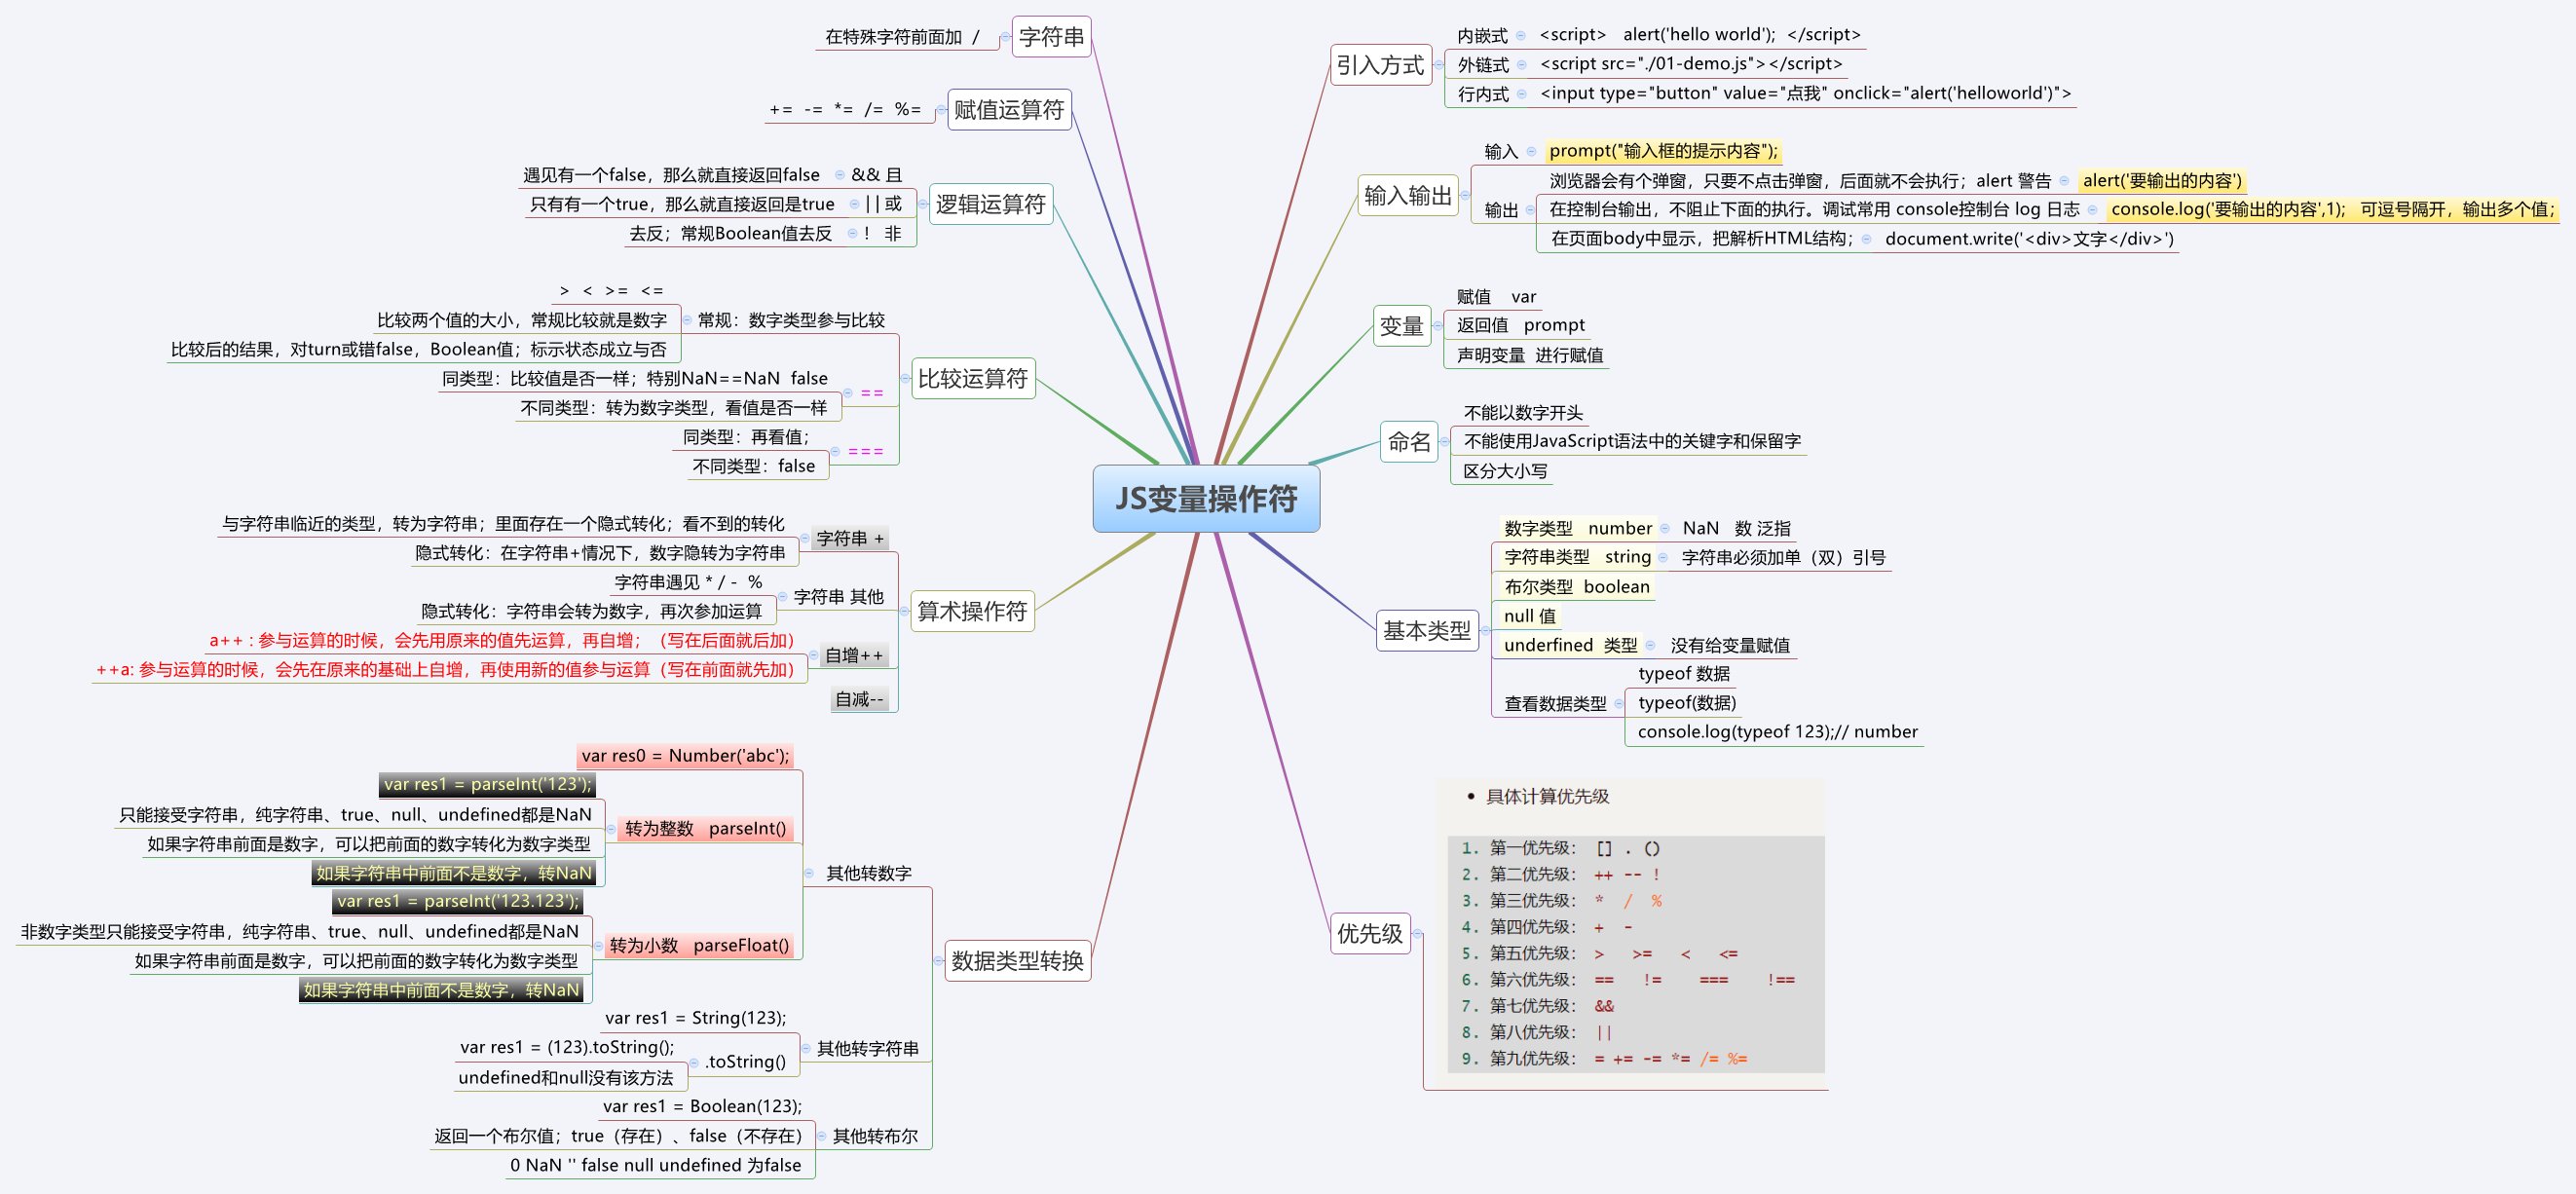 JS变量操作符
引入方式
内嵌式 <script> alert('hello world'); </script>
外链式 <script src="./01-demo.js"></script>
行内式 <input type="button" value="点我" onclick="alert('helloworld')">
输入输出
输入 prompt("输入框的提示内容");
输出
浏览器会有个弹窗，只要不点击弹窗，后面就不会执行；alert 警告 alert('要输出的内容')
在控制台输出，不阻止下面的执行。调试常用 console控制台 log 日志 console.log('要输出的内容',1); 可逗号隔开，输出多个值；
在页面body中显示，把解析HTML结构； document.write('<div>文字</div>')
变量
赋值 var
返回值 prompt
声明变量 进行赋值
命名
不能以数字开头
不能使用JavaScript语法中的关键字和保留字
区分大小写
基本类型
数字类型 number NaN 数 泛指
字符串类型 string 字符串必须加单（双）引号
布尔类型 boolean
null 值
underfined 类型 没有给变量赋值
查看数据类型
typeof 数据
typeof(数据)
console.log(typeof 123);// number
优先级
• 具体计算优先级
1. 第一优先级： [] . ()
2. 第二优先级： ++ -- !
3. 第三优先级： * / %
4. 第四优先级： + -
5. 第五优先级： > >= < <=
6. 第六优先级： == != === !==
7. 第七优先级： &&
8. 第八优先级： ||
9. 第九优先级： = += -= *= /= %=
字符串
在特殊字符前面加 /
赋值运算符
+= -= *= /= %=
逻辑运算符
遇见有一个false，那么就直接返回false && 且
只有有一个true，那么就直接返回是true || 或
去反；常规Boolean值去反 ! 非
比较运算符
常规：数字类型参与比较
> < >= <=
比较两个值的大小，常规比较就是数字
比较后的结果，对turn或错false，Boolean值；标示状态成立与否
==
同类型：比较值是否一样；特别NaN==NaN false
不同类型：转为数字类型，看值是否一样
===
同类型：再看值；
不同类型：false
算术操作符
字符串 +
与字符串临近的类型，转为字符串；里面存在一个隐式转化；看不到的转化
隐式转化：在字符串+情况下，数字隐转为字符串
字符串 其他
字符串遇见 * / - %
隐式转化：字符串会转为数字，再次参加运算
自增++
a++ : 参与运算的时候，会先用原来的值先运算，再自增；（写在后面就后加）
++a: 参与运算的时候，会先在原来的基础上自增，再使用新的值参与运算（写在前面就先加）
自减--
数据类型转换
其他转数字
var res0 = Number('abc');
转为整数 parseInt()
var res1 = parseInt('123');
只能接受字符串，纯字符串、true、null、undefined都是NaN
如果字符串前面是数字，可以把前面的数字转化为数字类型
如果字符串中前面不是数字，转NaN
转为小数 parseFloat()
var res1 = parseInt('123.123');
非数字类型只能接受字符串，纯字符串、true、null、undefined都是NaN
如果字符串前面是数字，可以把前面的数字转化为数字类型
如果字符串中前面不是数字，转NaN
其他转字符串
var res1 = String(123);
.toString()
var res1 = (123).toString();
undefined和null没有该方法
其他转布尔
var res1 = Boolean(123);
返回一个布尔值；true（存在）、false（不存在）
0 NaN '' false null undefined 为false